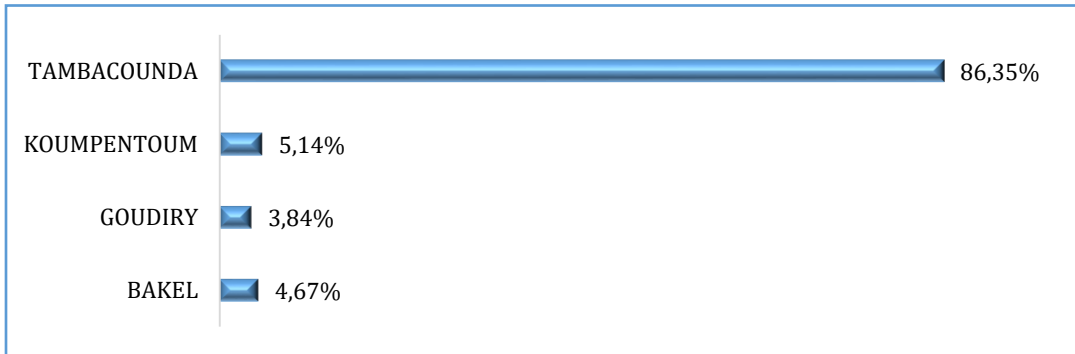 TAMBACOUNDA 86,35%
KOUMPENTOUM 5,14%
GOUDIRY 3,84%
BAKEL 4,67%